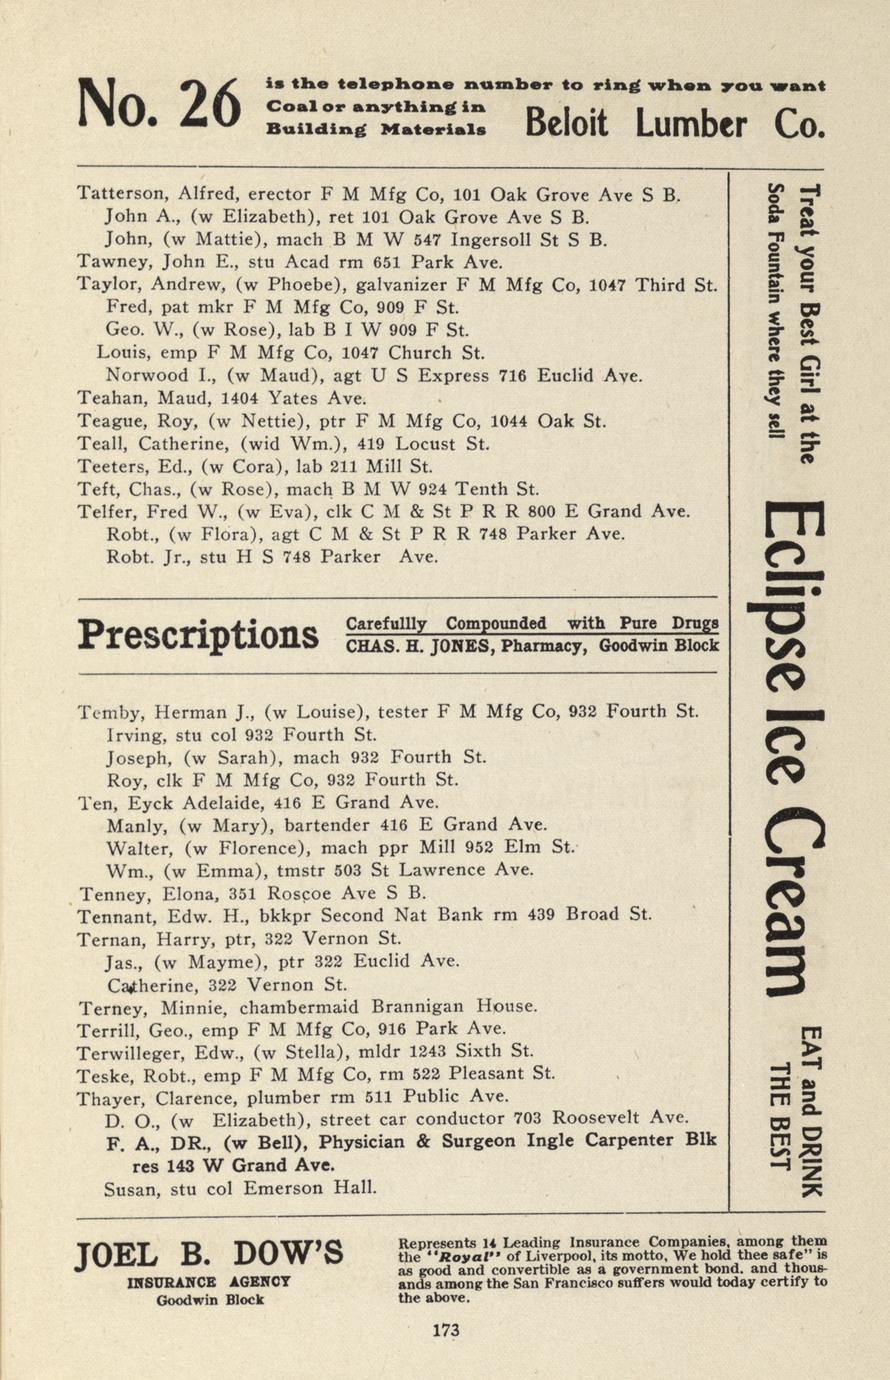 No. 26
is the telephone number to ring when you want
Coal or anything in
Building Materials
Beloit Lumber Co.
Tatterson, Alfred, erector F M Mfg Co, 101 Oak Grove Ave S B.
John A., (w Elizabeth), ret 101 Oak Grove Ave S B.
John, (w Mattie), mach B M W 547 Ingersoll St S B.
Tawney, John E., stu Acad rm 651 Park Ave.
Taylor, Andrew, (w Phoebe), galvanizer F M Mfg Co, 1047 Third St.
Fred, pat mkr F M Mfg Co, 909 F St.
Geo. W., (w Rose), lab B I W 909 F St.
Louis, emp F M Mfg Co, 1047 Church St.
Norwood I., (w Maud), agt U S Express 716 Euclid Ave.
Teahan, Maud, 1404 Yates Ave.
Teague, Roy, (w Nettie), ptr F M Mfg Co, 1044 Oak St.
Teall, Catherine, (wid Wm.), 419 Locust St.
Teeters, Ed., (w Cora), lab 211 Mill St.
Teft, Chas., (w Rose), mach B M W 924 Tenth St.
Telfer, Fred W., (w Eva), clk C M & St P R R 800 E Grand Ave.
Robt., (w Flora), agt C M & St P R R 748 Parker Ave.
Robt. Jr., stu H S 748 Parker Ave.
Prescriptions
Carefullly Compounded with Pure Drugs
CHAS. H. JONES, Pharmacy, Goodwin Block
Temby, Herman J., (w Louise), tester F M Mfg Co, 932 Fourth St.
Irving, stu col 932 Fourth St.
Joseph, (w Sarah), mach 932 Fourth St.
Roy, clk F M Mfg Co, 932 Fourth St.
Ten, Eyck Adelaide, 416 E Grand Ave.
Manly, (w Mary), bartender 416 E Grand Ave.
Walter, (w Florence), mach ppr Mill 952 Elm St.
Wm., (w Emma), tmstr 503 St Lawrence Ave.
Tenney, Elona, 351 Roscoe Ave S B.
Tennant, Edw. H., bkkpr Second Nat Bank rm 439 Broad St.
Ternan, Harry, ptr, 322 Vernon St.
Jas., (w Mayme), ptr 322 Euclid Ave.
Catherine, 322 Vernon St.
Terney, Minnie, chambermaid Brannigan House.
Terrill, Geo., emp F M Mfg Co, 916 Park Ave.
Terwilleger, Edw., (w Stella), mldr 1243 Sixth St.
Teske, Robt., emp F M Mfg Co, rm 522 Pleasant St.
Thayer, Clarence, plumber rm 511 Public Ave.
D. O., (w Elizabeth), street car conductor 703 Roosevelt Ave.
F. A., DR., (w Bell), Physician & Surgeon Ingle Carpenter Blk
res 143 W Grand Ave.
Susan, stu col Emerson Hall.
Treat your Best Girl at the
Soda Fountain where they sell
Eclipse Ice Cream
EAT and DRINK
THE BEST
JOEL B. DOW'S
INSURANCE AGENCY
Goodwin Block
Represents 14 Leading Insurance Companies, among them
the "Royal" of Liverpool, its motto, We hold thee safe" is
as good and convertible as a government bond. and thous-
ands among the San Francisco suffers would today certify to
the above.
173